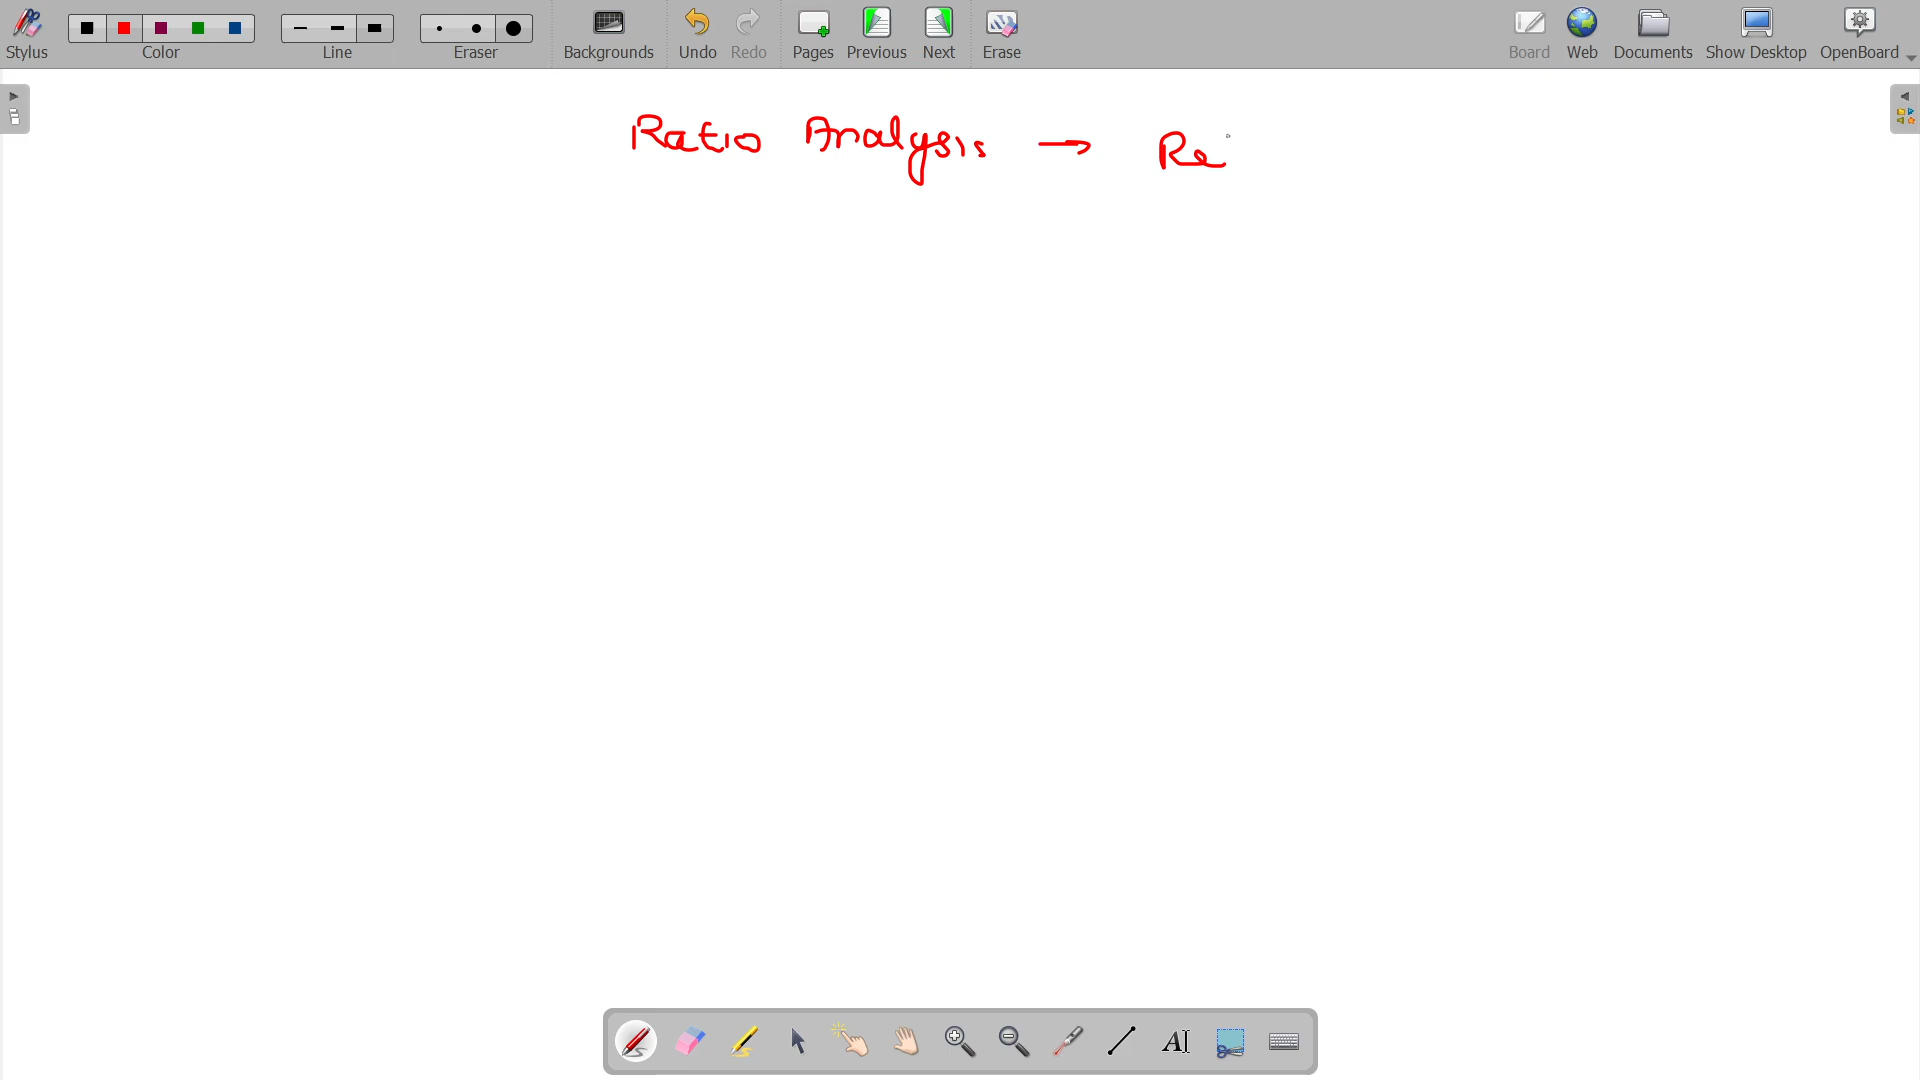 Stylus Color Line Eraser Backgrounds Undo Redo Pages Previous Next Erase Board Web Documents Show Desktop OpenBoard
Ratio Analysis → Re
AI